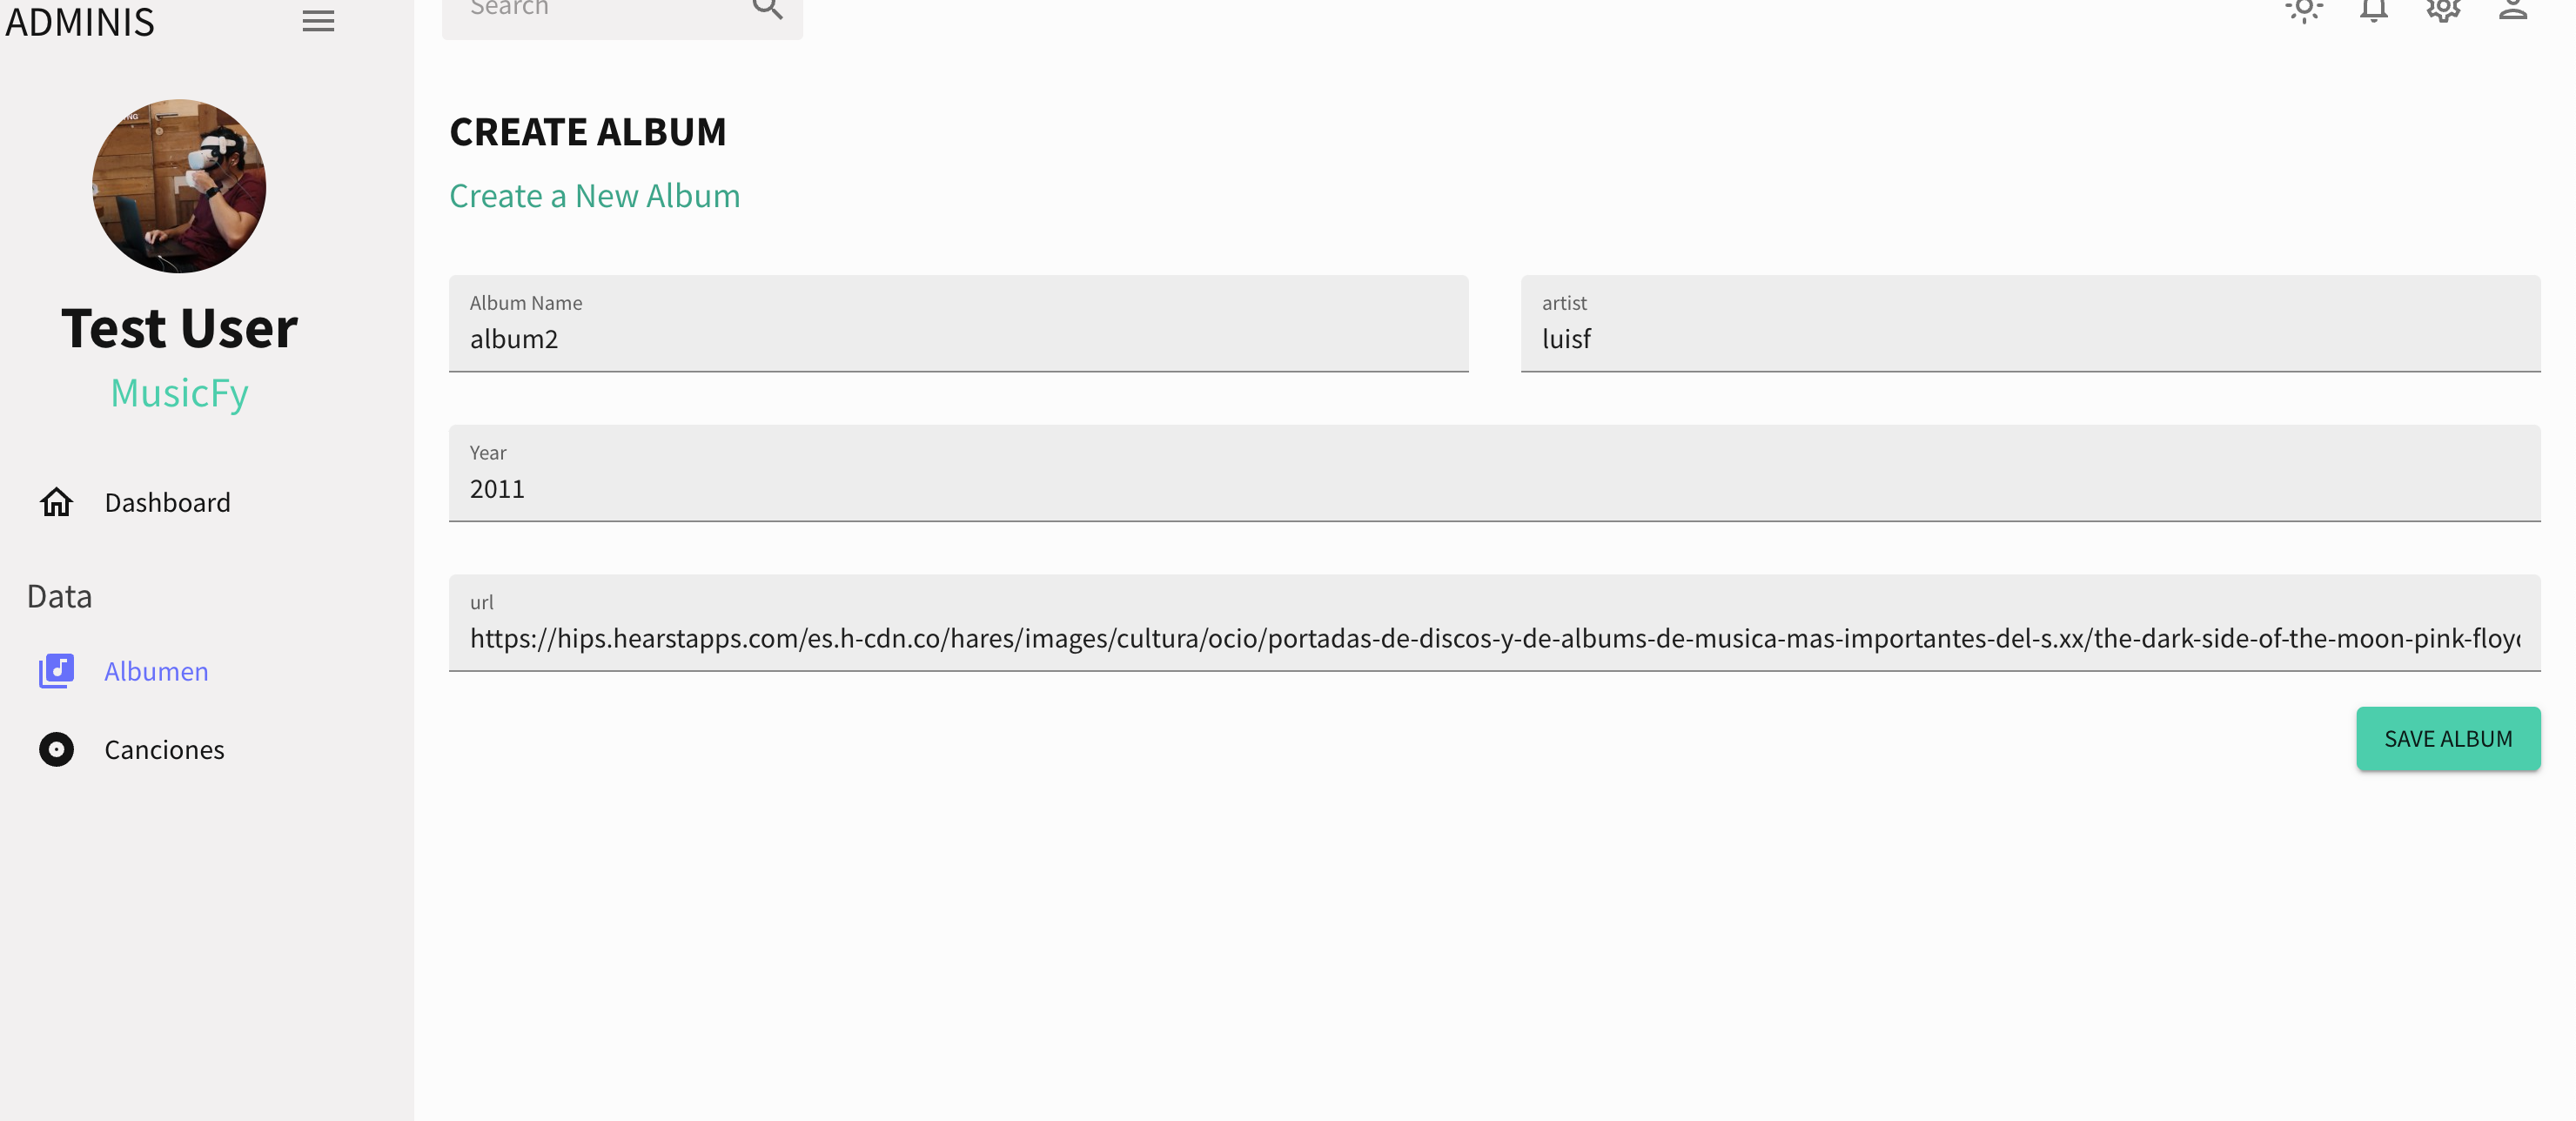 ADMINIS
Search
Test User
MusicFy
Dashboard
Data
Albumen
Canciones
CREATE ALBUM
Create a New Album
Album Name
album2
artist
luisf
Year
2011
url
https://hips.hearstapps.com/es.h-cdn.co/hares/images/cultura/ocio/portadas-de-discos-y-de-albums-de-musica-mas-importantes-del-s.xx/the-dark-side-of-the-moon-pink-floy
SAVE ALBUM